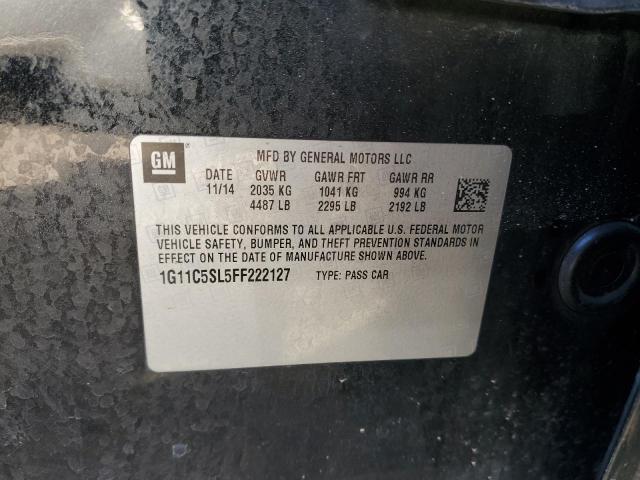 GM
MFD BY GENERAL MOTORS LLC
DATE GVWR GAWR FRT GAWR RR
11/14 2035 KG 1041 KG 994 KG
4487 LB 2295 LB 2192 LB
THIS VEHICLE CONFORMS TO ALL APPLICABLE U.S. FEDERAL MOTOR
VEHICLE SAFETY, BUMPER, AND THEFT PREVENTION STANDARDS IN
EFFECT ON THE DATE OF MANUFACTURE SHOWN ABOVE.
1G11C5SL5FF222127 TYPE: PASS CAR